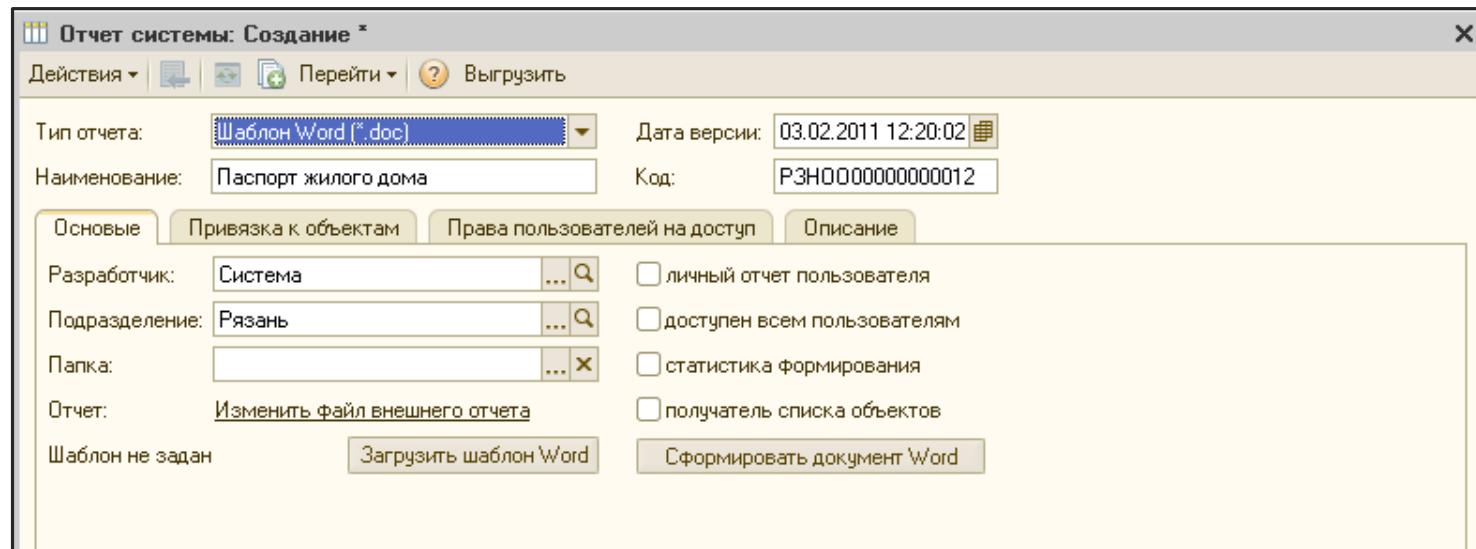 Отчет системы: Создание *
Действия Перейти Выгрузить
Тип отчета: Шаблон Word (*.doc) Дата версии: 03.02.2011 12:20:02
Наименование: Паспорт жилого дома Код: РЗНОО00000000012
Основые Привязка к объектам Права пользователей на доступ Описание
Разработчик: Система ... личный отчет пользователя
Подразделение: Рязань ... доступен всем пользователям
Папка: ... статистика формирования
Отчет: Изменить файл внешнего отчета получатель списка объектов
Шаблон не задан Загрузить шаблон Word Сформировать документ Word